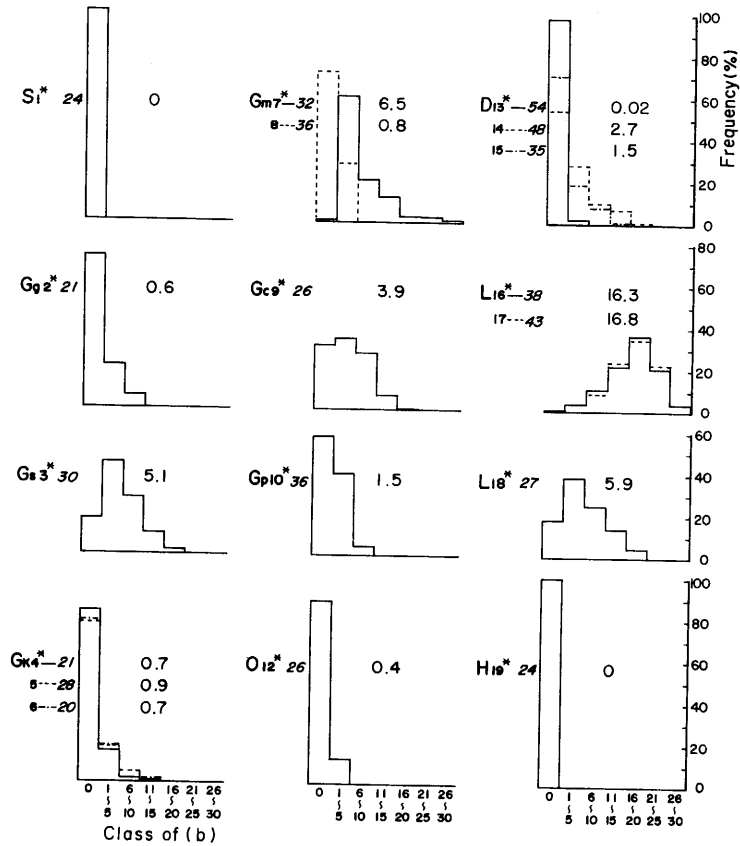 S1* 24 0
Gm7*—32 6.5
8---36 0.8
D13*—54 0.02
14----48 2.7
15-·-·-35 1.5
100
80
60
40
20
0
Frequency(%)
Gg2* 21 0.6
Gc9* 26 3.9
L16*—38 16.3
17---43 16.8
80
60
40
20
0
Gs3* 30 5.1
Gp10* 36 1.5
L18* 27 5.9
60
40
20
0
GK4*—21 0.7
5----28 0.9
6-·--20 0.7
O12* 26 0.4
H19* 24 0
100
80
60
40
20
0
0 1~5 6~10 11~15 16~20 21~25 26~30
0 1~5 6~10 11~15 16~20 21~25 26~30
0 1~5 6~10 11~15 16~20 21~25 26~30
Class of (b)